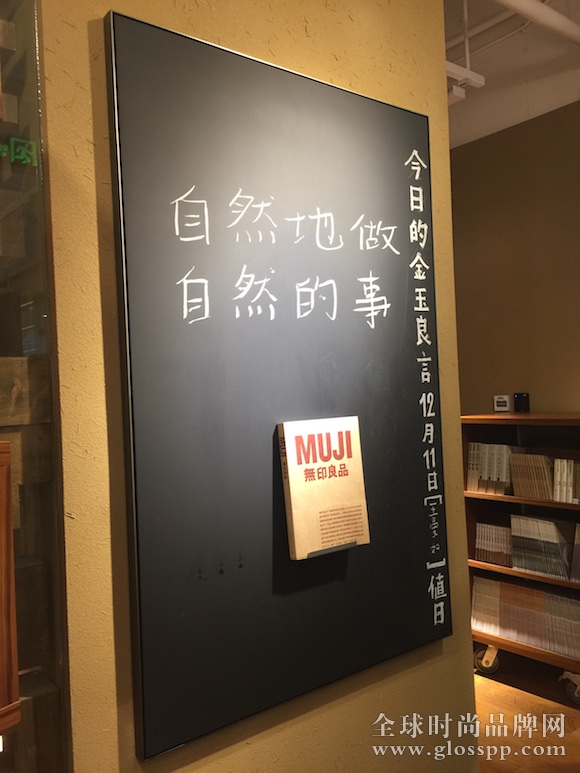 自然地做
自然的事
今日的金玉良言 12月11日[ ]值日
MUJI
無印良品
全球时尚品牌网
www.glosspp.com